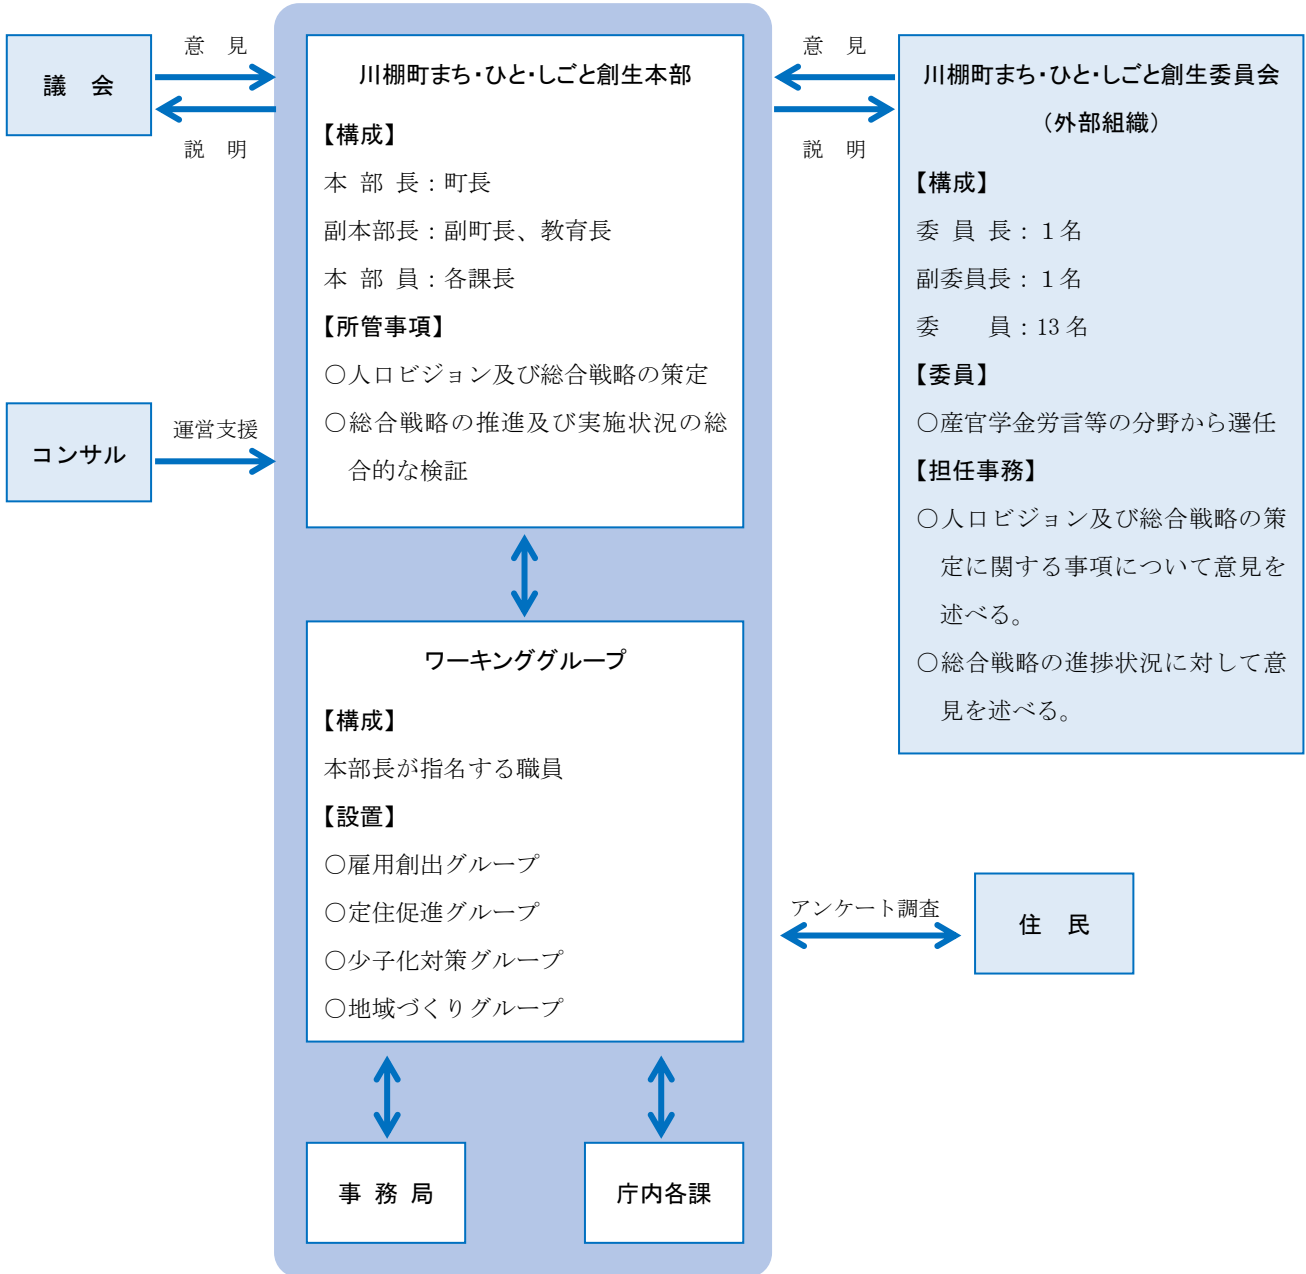 議　会
意　見
説　明
コンサル
運営支援
川棚町まち・ひと・しごと創生本部
【構成】
本 部 長：町長
副本部長：副町長、教育長
本 部 員：各課長
【所管事項】
○人口ビジョン及び総合戦略の策定
○総合戦略の推進及び実施状況の総
合的な検証
ワーキンググループ
【構成】
本部長が指名する職員
【設置】
○雇用創出グループ
○定住促進グループ
○少子化対策グループ
○地域づくりグループ
事 務 局
庁内各課
意　見
説　明
川棚町まち・ひと・しごと創生委員会
（外部組織）
【構成】
委 員 長：１名
副委員長：１名
委　　員：13 名
【委員】
○産官学金労言等の分野から選任
【担任事務】
○人口ビジョン及び総合戦略の策
定に関する事項について意見を
述べる。
○総合戦略の進捗状況に対して意
見を述べる。
アンケート調査
住　民